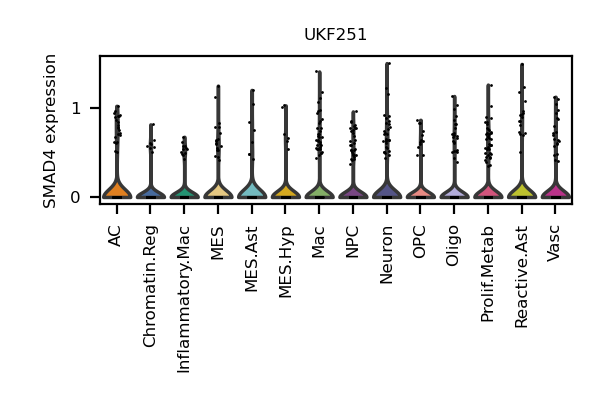 UKF251
SMAD4 expression
1
0
AC
Chromatin.Reg
Inflammatory.Mac
MES
MES.Ast
MES.Hyp
Mac
NPC
Neuron
OPC
Oligo
Prolif.Metab
Reactive.Ast
Vasc